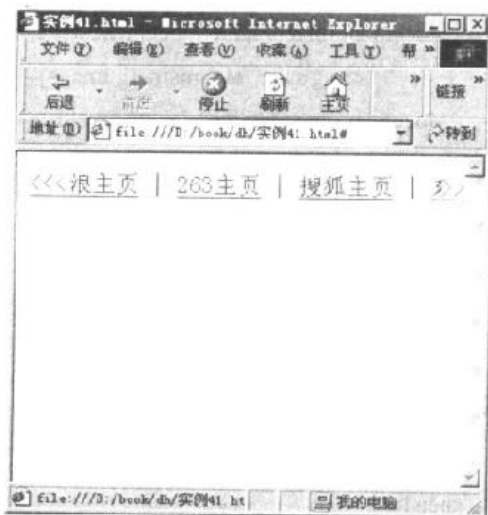 实例41.html - Microsoft Internet Explorer
文件(F) 编辑(E) 查看(V) 收藏(A) 工具(T) 帮 »
后退 前进 停止 刷新 主页 » 链接 »
地址(D) file:///D:/book/dh/实例41.html# 转到
<<<浪主页 | 263主页 | 搜狐主页 |
file:///D:/book/dh/实例41.ht 我的电脑